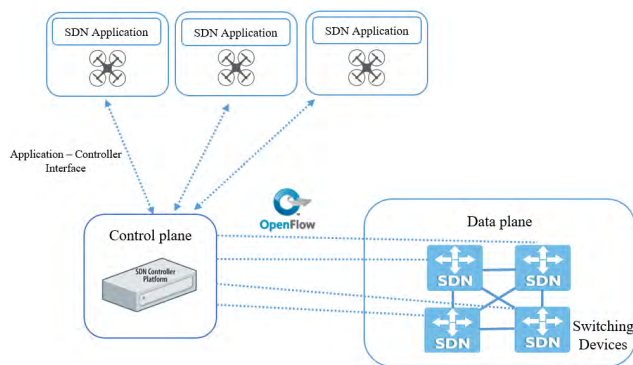 SDN Application
SDN Application
SDN Application
Application – Controller
Interface
OpenFlow
Control plane
SDN Controller
Platform
Data plane
SDN
SDN
SDN
SDN
Switching
Devices